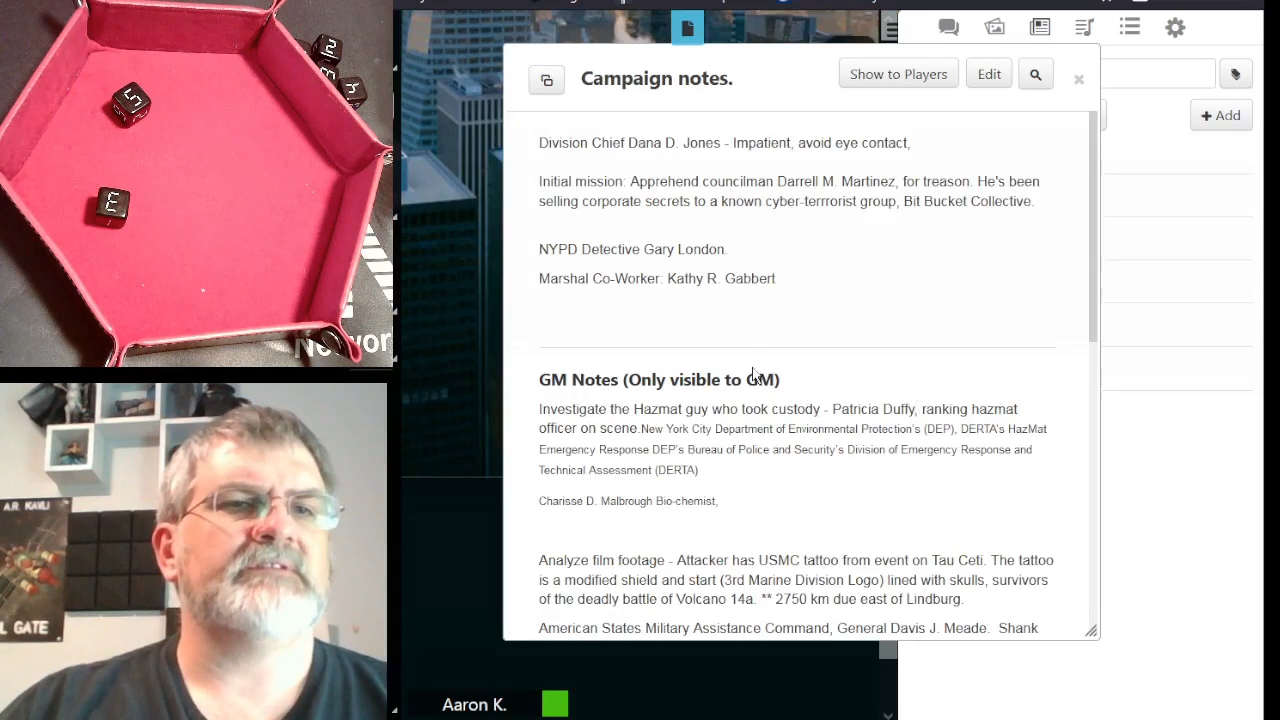 Campaign notes.
Show to Players
Edit
Division Chief Dana D. Jones - Impatient, avoid eye contact,
Initial mission: Apprehend councilman Darrell M. Martinez, for treason. He's been
selling corporate secrets to a known cyber-terrrorist group, Bit Bucket Collective.
+ Add
NYPD Detective Gary London.
Marshal Co-Worker: Kathy R. Gabbert
GM Notes (Only visible to GM)
Investigate the Hazmat guy who took custody - Patricia Duffy, ranking hazmat
officer on scene.New York City Department of Environmental Protection's (DEP), DERTA's HazMat
Emergency Response DEP's Bureau of Police and Security's Division of Emergency Response and
Technical Assessment (DERTA)
Charisse D. Malbrough Bio-chemist,
Analyze film footage - Attacker has USMC tattoo from event on Tau Ceti. The tattoo
is a modified shield and start (3rd Marine Division Logo) lined with skulls, survivors
of the deadly battle of Volcano 14a. ** 2750 km due east of Lindburg.
American States Military Assistance Command, General Davis J. Meade. Shank
Aaron K.
A.R. KAVLI
L GATE
Networ
5
3